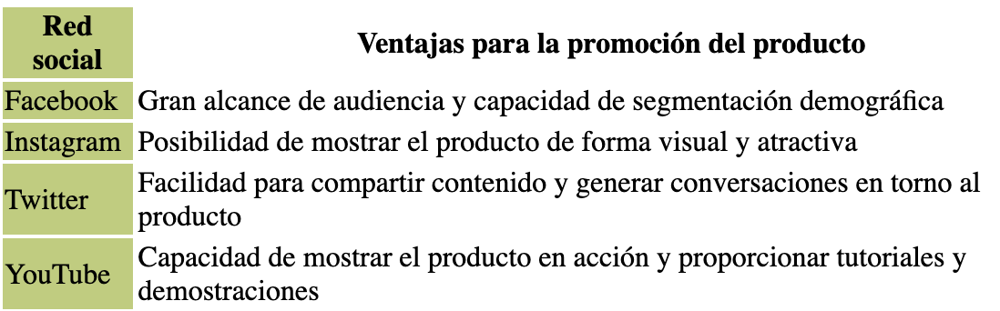 Red
social
Ventajas para la promoción del producto
Facebook
Gran alcance de audiencia y capacidad de segmentación demográfica
Instagram
Posibilidad de mostrar el producto de forma visual y atractiva
Twitter
Facilidad para compartir contenido y generar conversaciones en torno al
producto
YouTube
Capacidad de mostrar el producto en acción y proporcionar tutoriales y
demostraciones